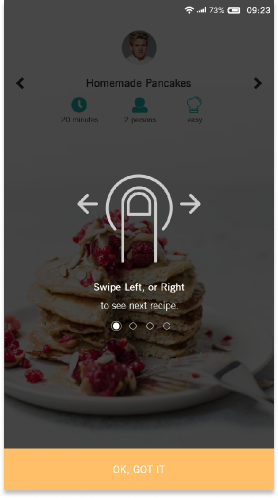 73% 09:23
Homemade Pancakes
20 minutes 2 persons easy
Swipe Left, or Right
to see next recipe.
OK, GOT IT